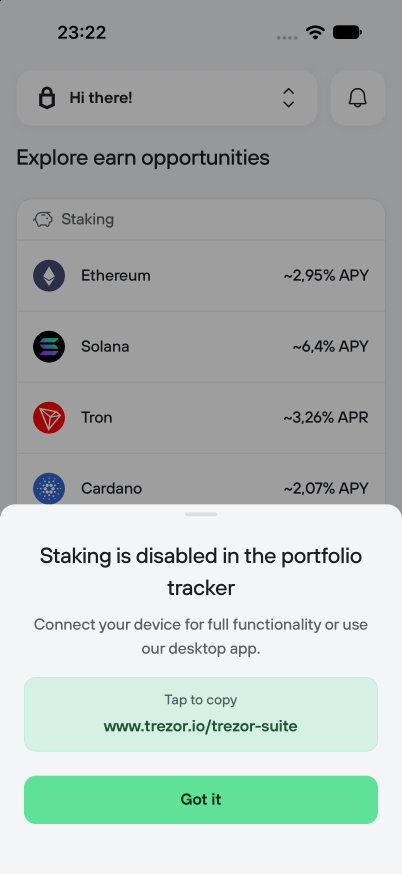 23:22
Hi there!
Explore earn opportunities
Staking
Ethereum ~2,95% APY
Solana ~6,4% APY
Tron ~3,26% APR
Cardano ~2,07% APY
Staking is disabled in the portfolio
tracker
Connect your device for full functionality or use
our desktop app.
Tap to copy
www.trezor.io/trezor-suite
Got it